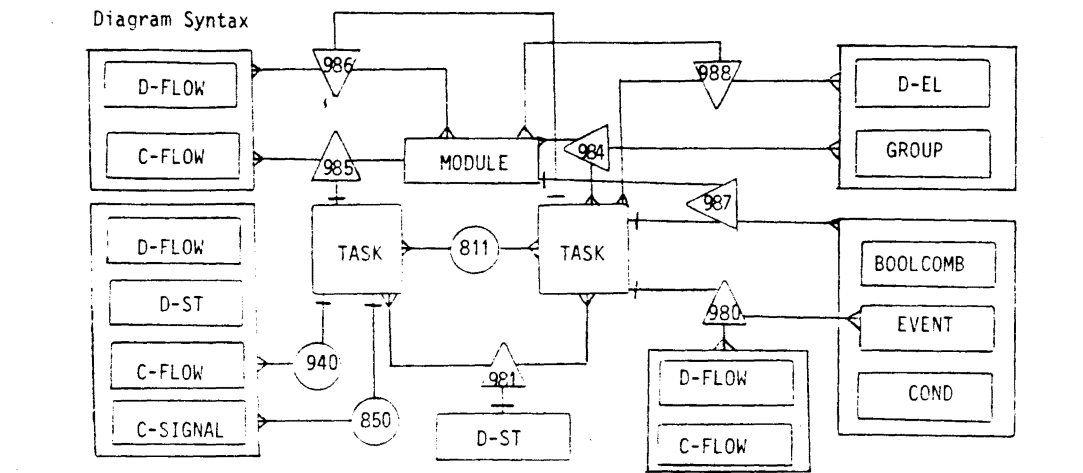 Diagram Syntax
986
988
D-FLOW
D-EL
C-FLOW
985
MODULE
984
GROUP
987
D-FLOW
TASK
811
TASK
BOOLCOMB
D-ST
980
EVENT
C-FLOW
940
981
D-FLOW
COND
C-SIGNAL
850
D-ST
C-FLOW